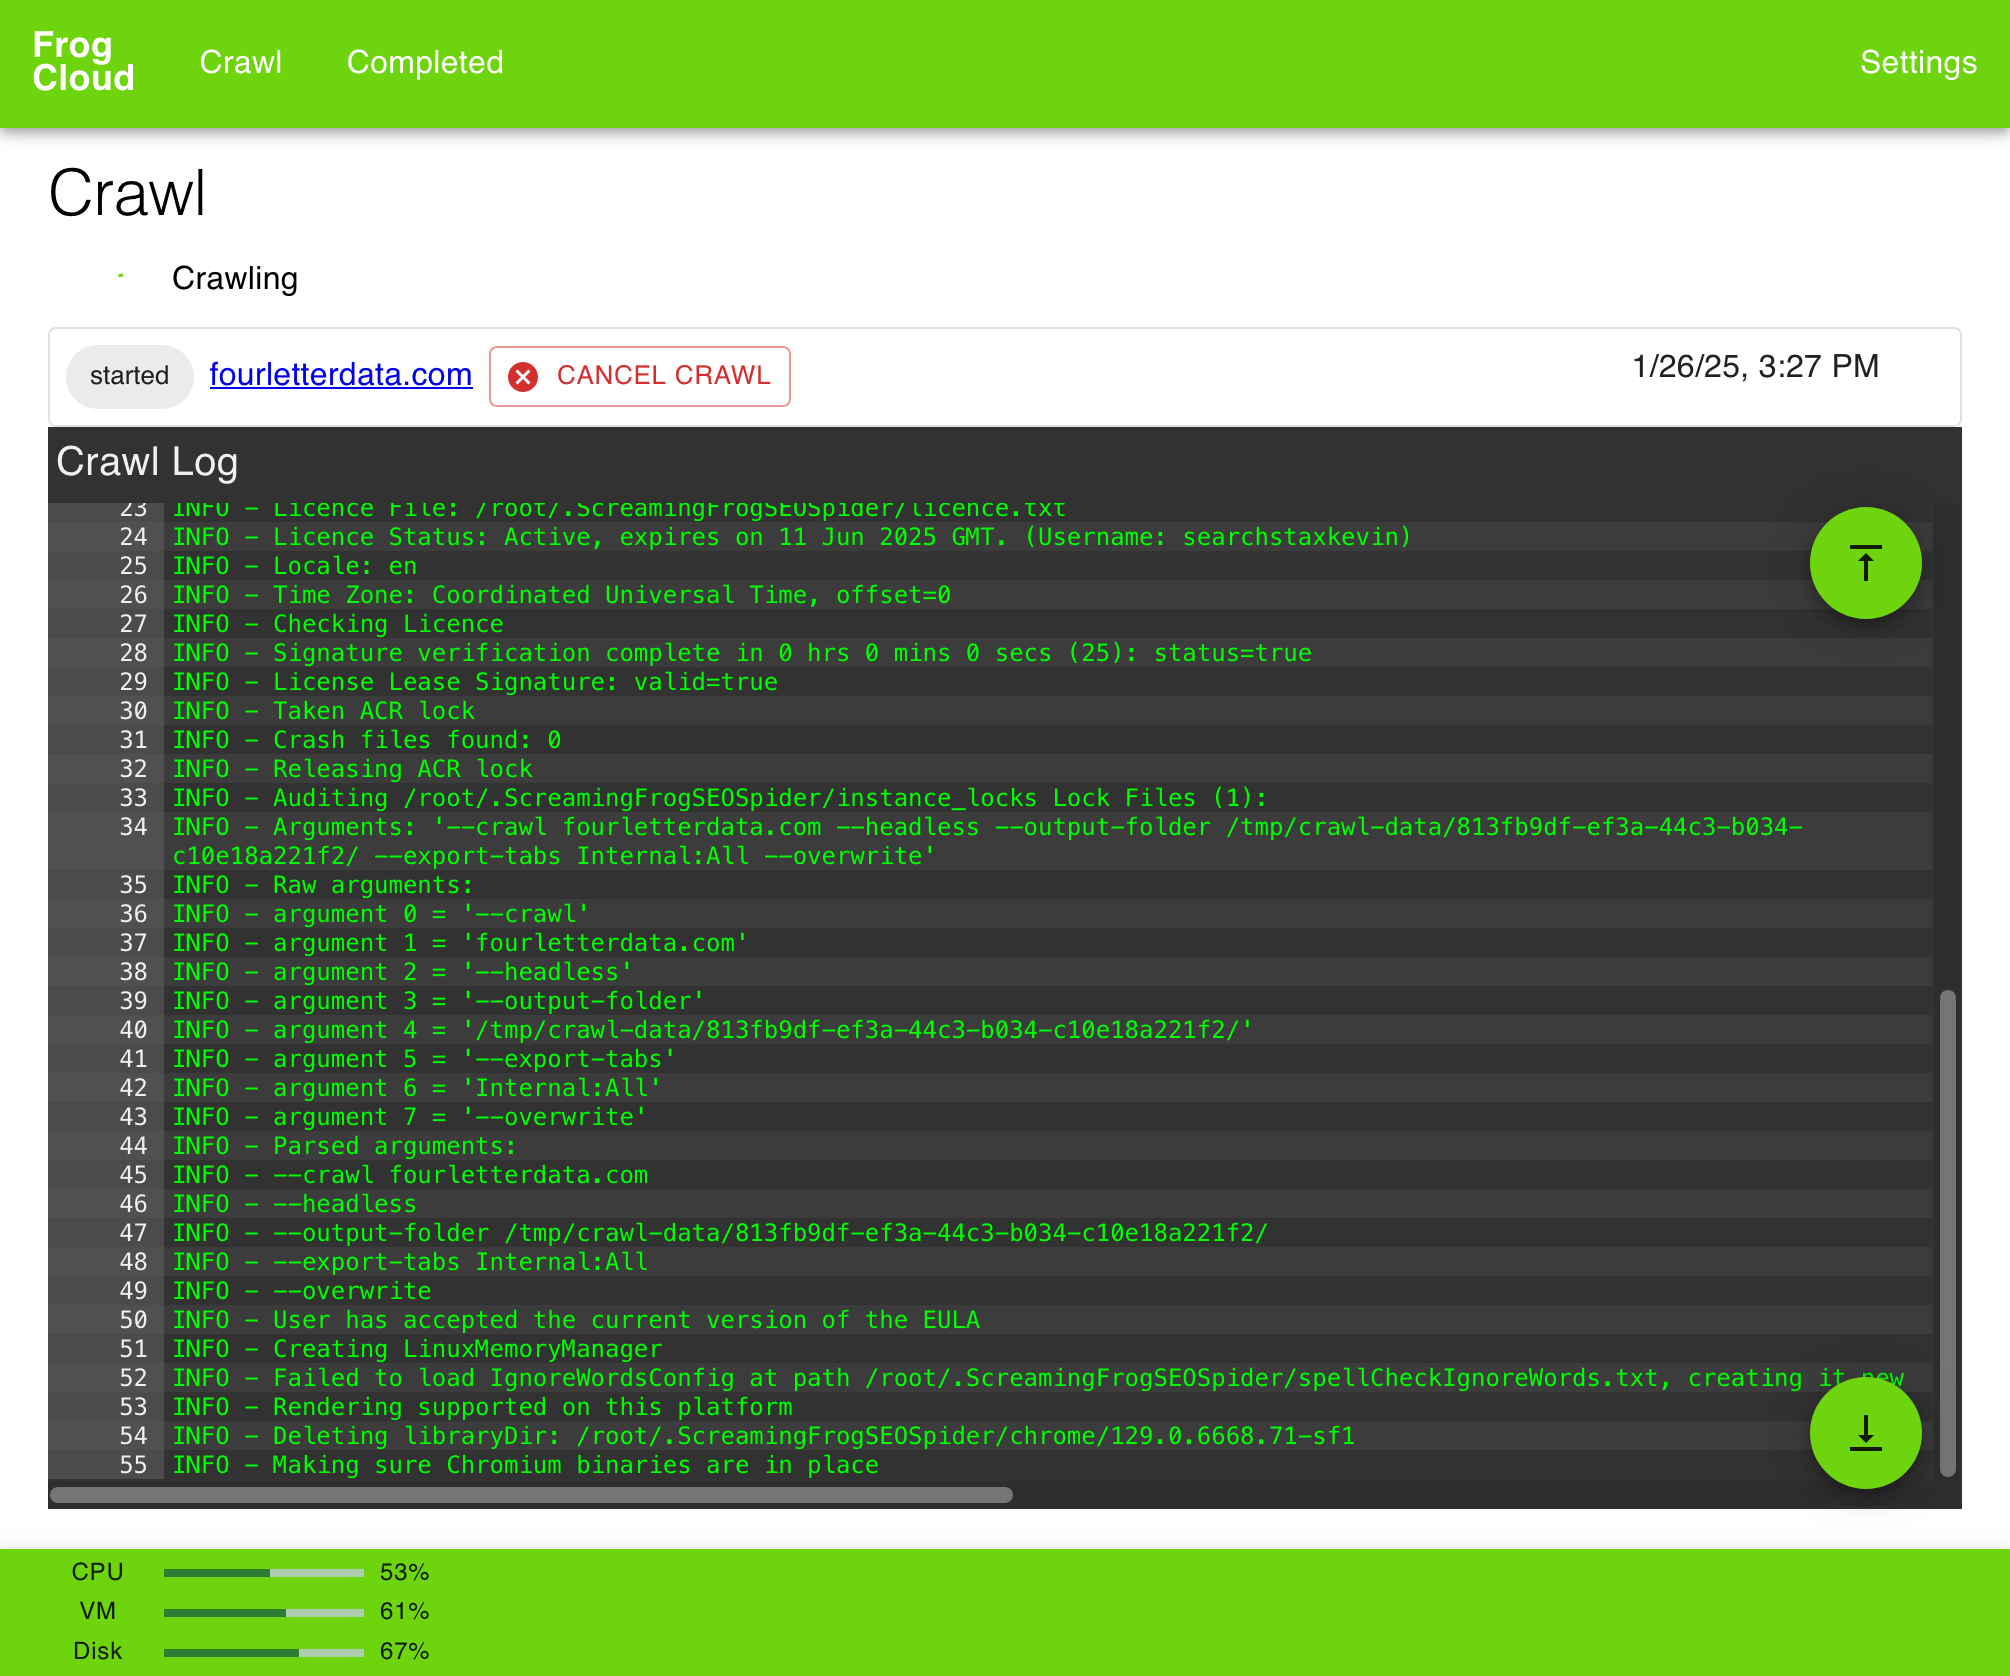 Frog
Cloud
Crawl
Completed
Settings
Crawl
Crawling
started
fourletterdata.com
CANCEL CRAWL
1/26/25, 3:27 PM
Crawl Log
23 INFO - Licence File: /root/.ScreamingFrogSEOSpider/licence.txt
24 INFO - Licence Status: Active, expires on 11 Jun 2025 GMT. (Username: searchstaxkevin)
25 INFO - Locale: en
26 INFO - Time Zone: Coordinated Universal Time, offset=0
27 INFO - Checking Licence
28 INFO - Signature verification complete in 0 hrs 0 mins 0 secs (25): status=true
29 INFO - License Lease Signature: valid=true
30 INFO - Taken ACR lock
31 INFO - Crash files found: 0
32 INFO - Releasing ACR lock
33 INFO - Auditing /root/.ScreamingFrogSEOSpider/instance_locks Lock Files (1):
34 INFO - Arguments: '--crawl fourletterdata.com --headless --output-folder /tmp/crawl-data/813fb9df-ef3a-44c3-b034-
c10e18a221f2/ --export-tabs Internal:All --overwrite'
35 INFO - Raw arguments:
36 INFO - argument 0 = '--crawl'
37 INFO - argument 1 = 'fourletterdata.com'
38 INFO - argument 2 = '--headless'
39 INFO - argument 3 = '--output-folder'
40 INFO - argument 4 = '/tmp/crawl-data/813fb9df-ef3a-44c3-b034-c10e18a221f2/'
41 INFO - argument 5 = '--export-tabs'
42 INFO - argument 6 = 'Internal:All'
43 INFO - argument 7 = '--overwrite'
44 INFO - Parsed arguments:
45 INFO - --crawl fourletterdata.com
46 INFO - --headless
47 INFO - --output-folder /tmp/crawl-data/813fb9df-ef3a-44c3-b034-c10e18a221f2/
48 INFO - --export-tabs Internal:All
49 INFO - --overwrite
50 INFO - User has accepted the current version of the EULA
51 INFO - Creating LinuxMemoryManager
52 INFO - Failed to load IgnoreWordsConfig at path /root/.ScreamingFrogSEOSpider/spellCheckIgnoreWords.txt, creating it new
53 INFO - Rendering supported on this platform
54 INFO - Deleting libraryDir: /root/.ScreamingFrogSEOSpider/chrome/129.0.6668.71-sf1
55 INFO - Making sure Chromium binaries are in place
CPU 53%
VM 61%
Disk 67%